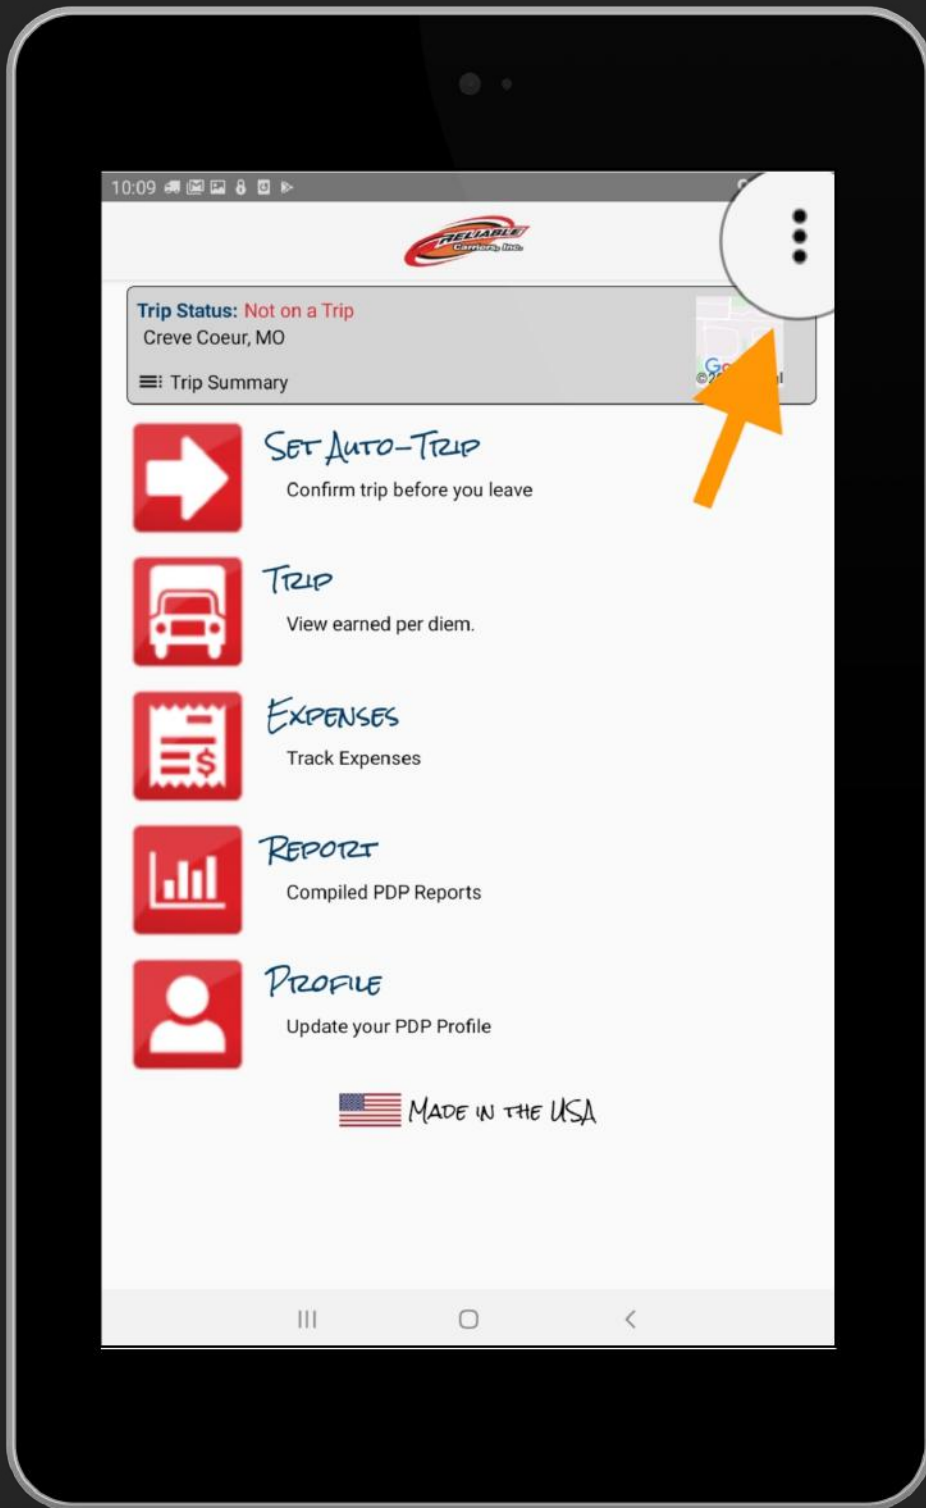 10:09
RELIABLE
Carriers, Inc.
Trip Status: Not on a Trip
Creve Coeur, MO
Trip Summary
SET AUTO-TRIP
Confirm trip before you leave
TRIP
View earned per diem.
EXPENSES
$
Track Expenses
REPORT
Compiled PDP Reports
PROFILE
Update your PDP Profile
MADE IN THE USA